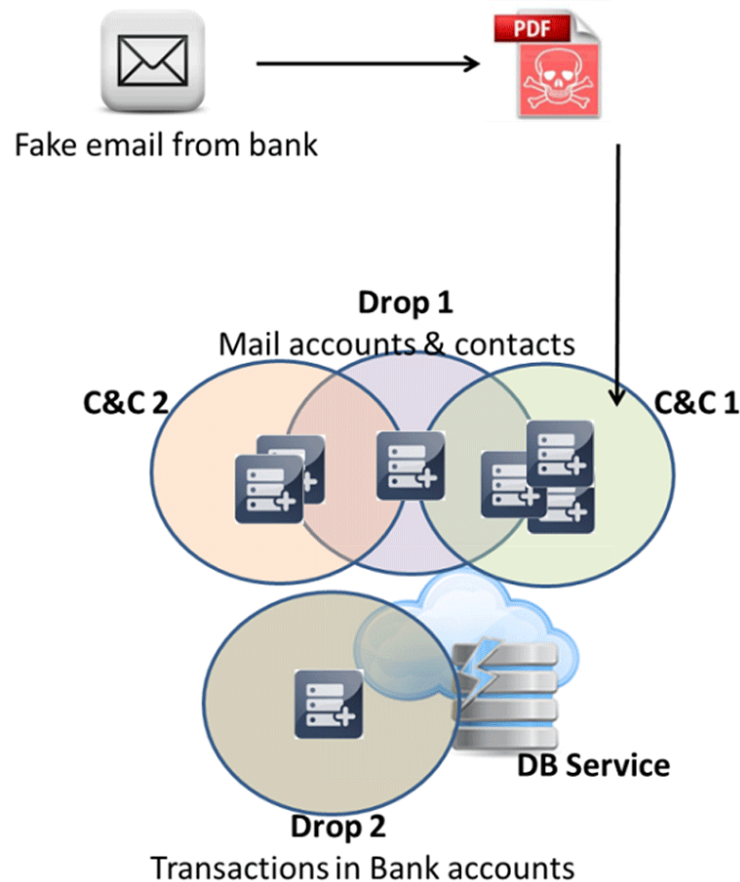 PDF
Fake email from bank
Drop 1
Mail accounts & contacts
C&C 2
C&C 1
DB Service
Drop 2
Transactions in Bank accounts